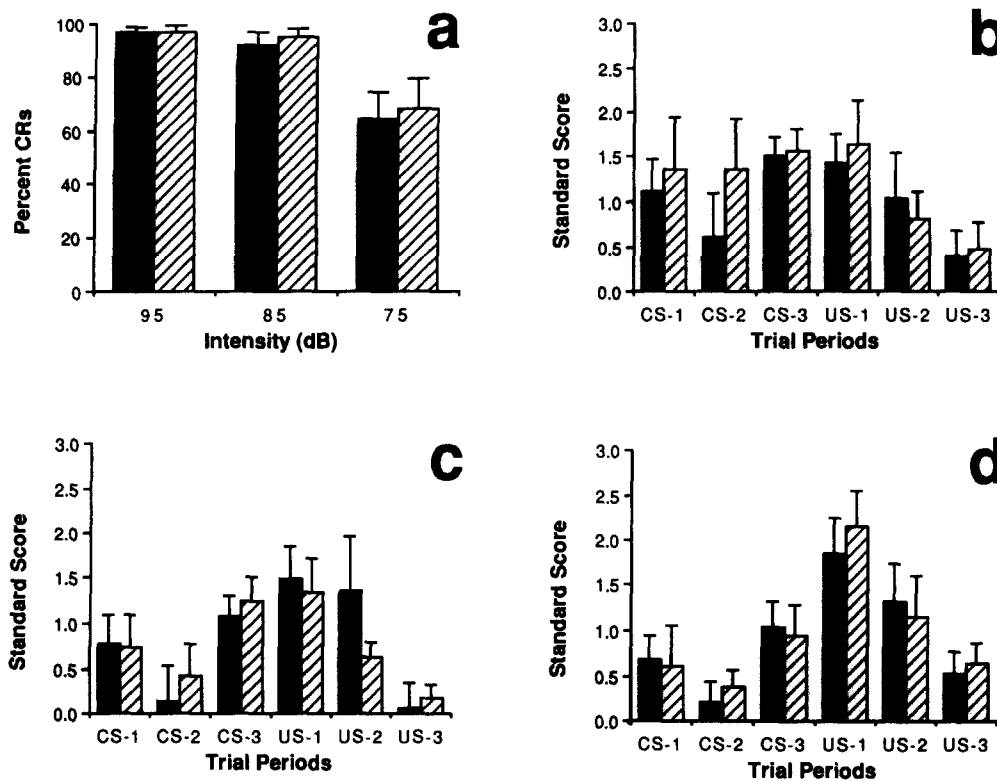 a
Percent CRs
100
80
60
40
20
0
95 85 75
Intensity (dB)
b
Standard Score
3.0
2.5
2.0
1.5
1.0
0.5
0.0
CS-1 CS-2 CS-3 US-1 US-2 US-3
Trial Periods
c
Standard Score
3.0
2.5
2.0
1.5
1.0
0.5
0.0
CS-1 CS-2 CS-3 US-1 US-2 US-3
Trial Periods
d
Standard Score
3.0
2.5
2.0
1.5
1.0
0.5
0.0
CS-1 CS-2 CS-3 US-1 US-2 US-3
Trial Periods